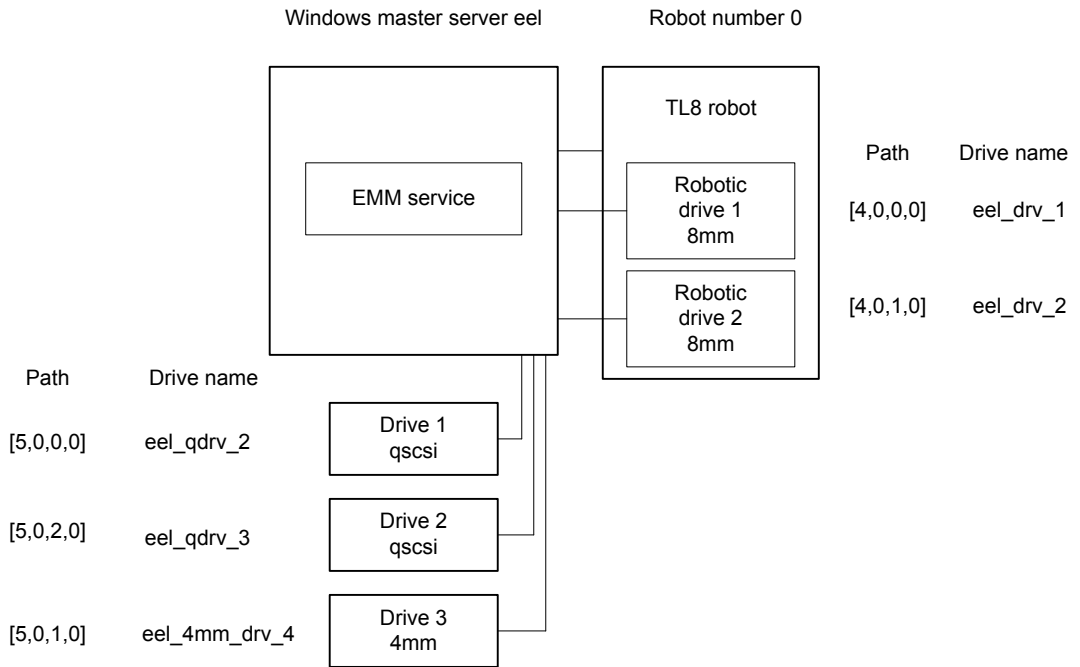 Windows master server eel
Robot number 0
TL8 robot
EMM service
Robotic
drive 1
8mm
Robotic
drive 2
8mm
Path
Drive name
[4,0,0,0]
eel_drv_1
[4,0,1,0]
eel_drv_2
Path
Drive name
[5,0,0,0]
eel_qdrv_2
Drive 1
qscsi
[5,0,2,0]
eel_qdrv_3
Drive 2
qscsi
[5,0,1,0]
eel_4mm_drv_4
Drive 3
4mm